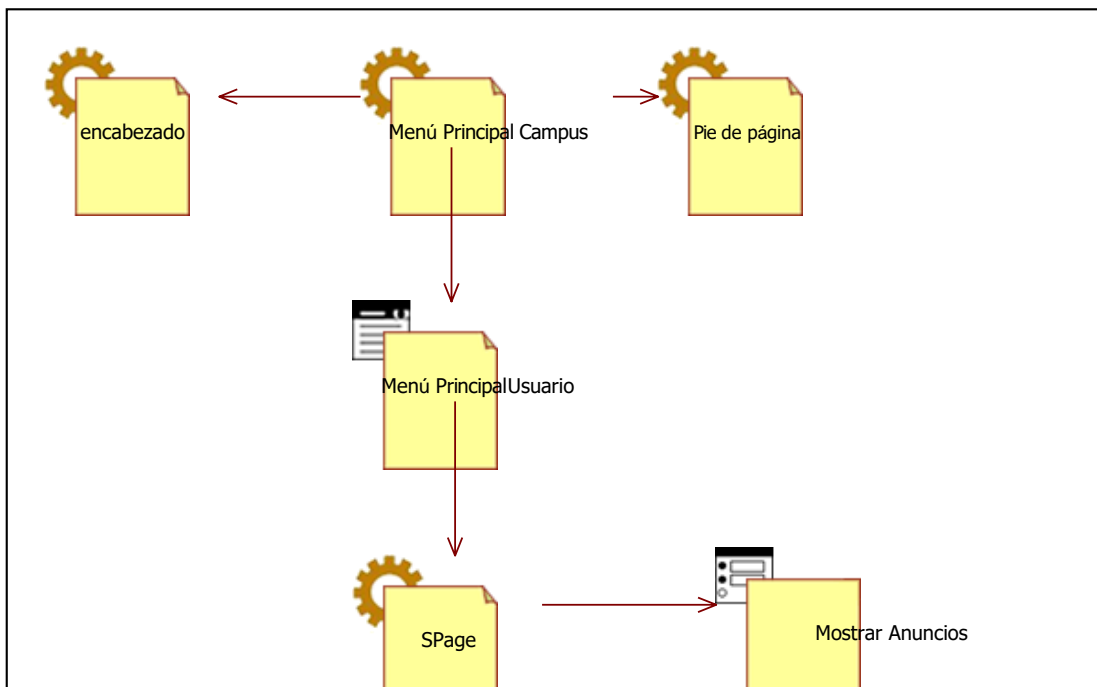 encabezado
Menú Principal Campus
Pie de página
Menú PrincipalUsuario
SPage
Mostrar Anuncios